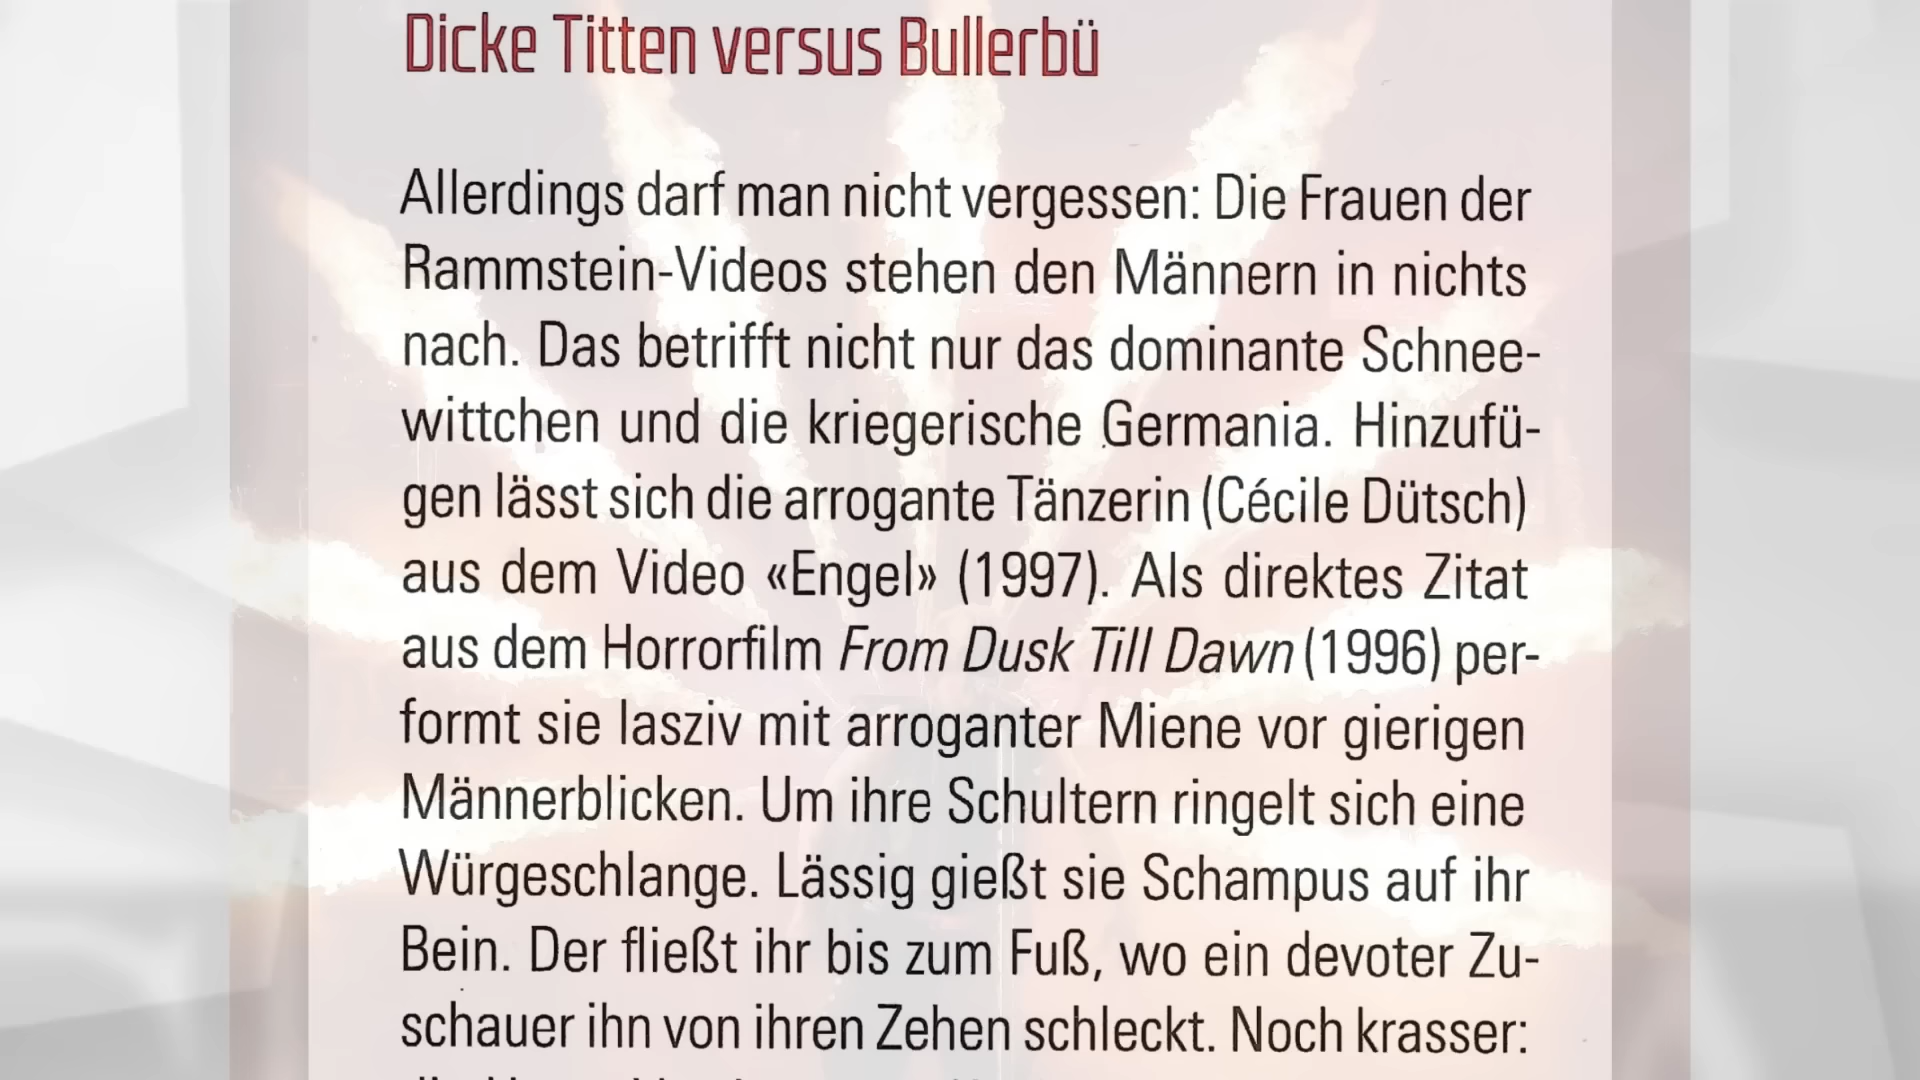 Dicke Titten versus Bullerbü
Allerdings darf man nicht vergessen: Die Frauen der
Rammstein-Videos stehen den Männern in nichts
nach. Das betrifft nicht nur das dominante Schnee-
wittchen und die kriegerische Germania. Hinzufü-
gen lässt sich die arrogante Tänzerin (Cécile Dütsch)
aus dem Video «Engel» (1997). Als direktes Zitat
aus dem Horrorfilm From Dusk Till Dawn (1996) per-
formt sie lasziv mit arroganter Miene vor gierigen
Männerblicken. Um ihre Schultern ringelt sich eine
Würgeschlange. Lässig gießt sie Schampus auf ihr
Bein. Der fließt ihr bis zum Fuß, wo ein devoter Zu-
schauer ihn von ihren Zehen schleckt. Noch krasser: